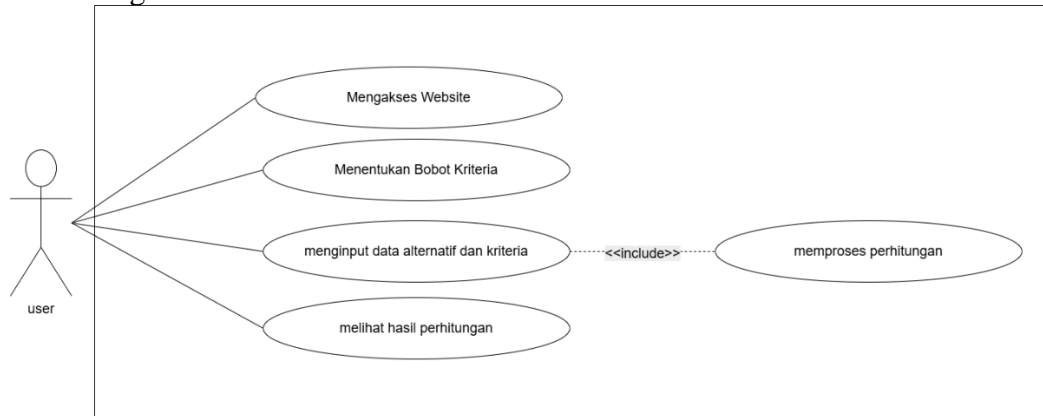 Mengakses Website
Menentukan Bobot Kriteria
menginput data alternatif dan kriteria
<<include>>
memproses perhitungan
melihat hasil perhitungan
user